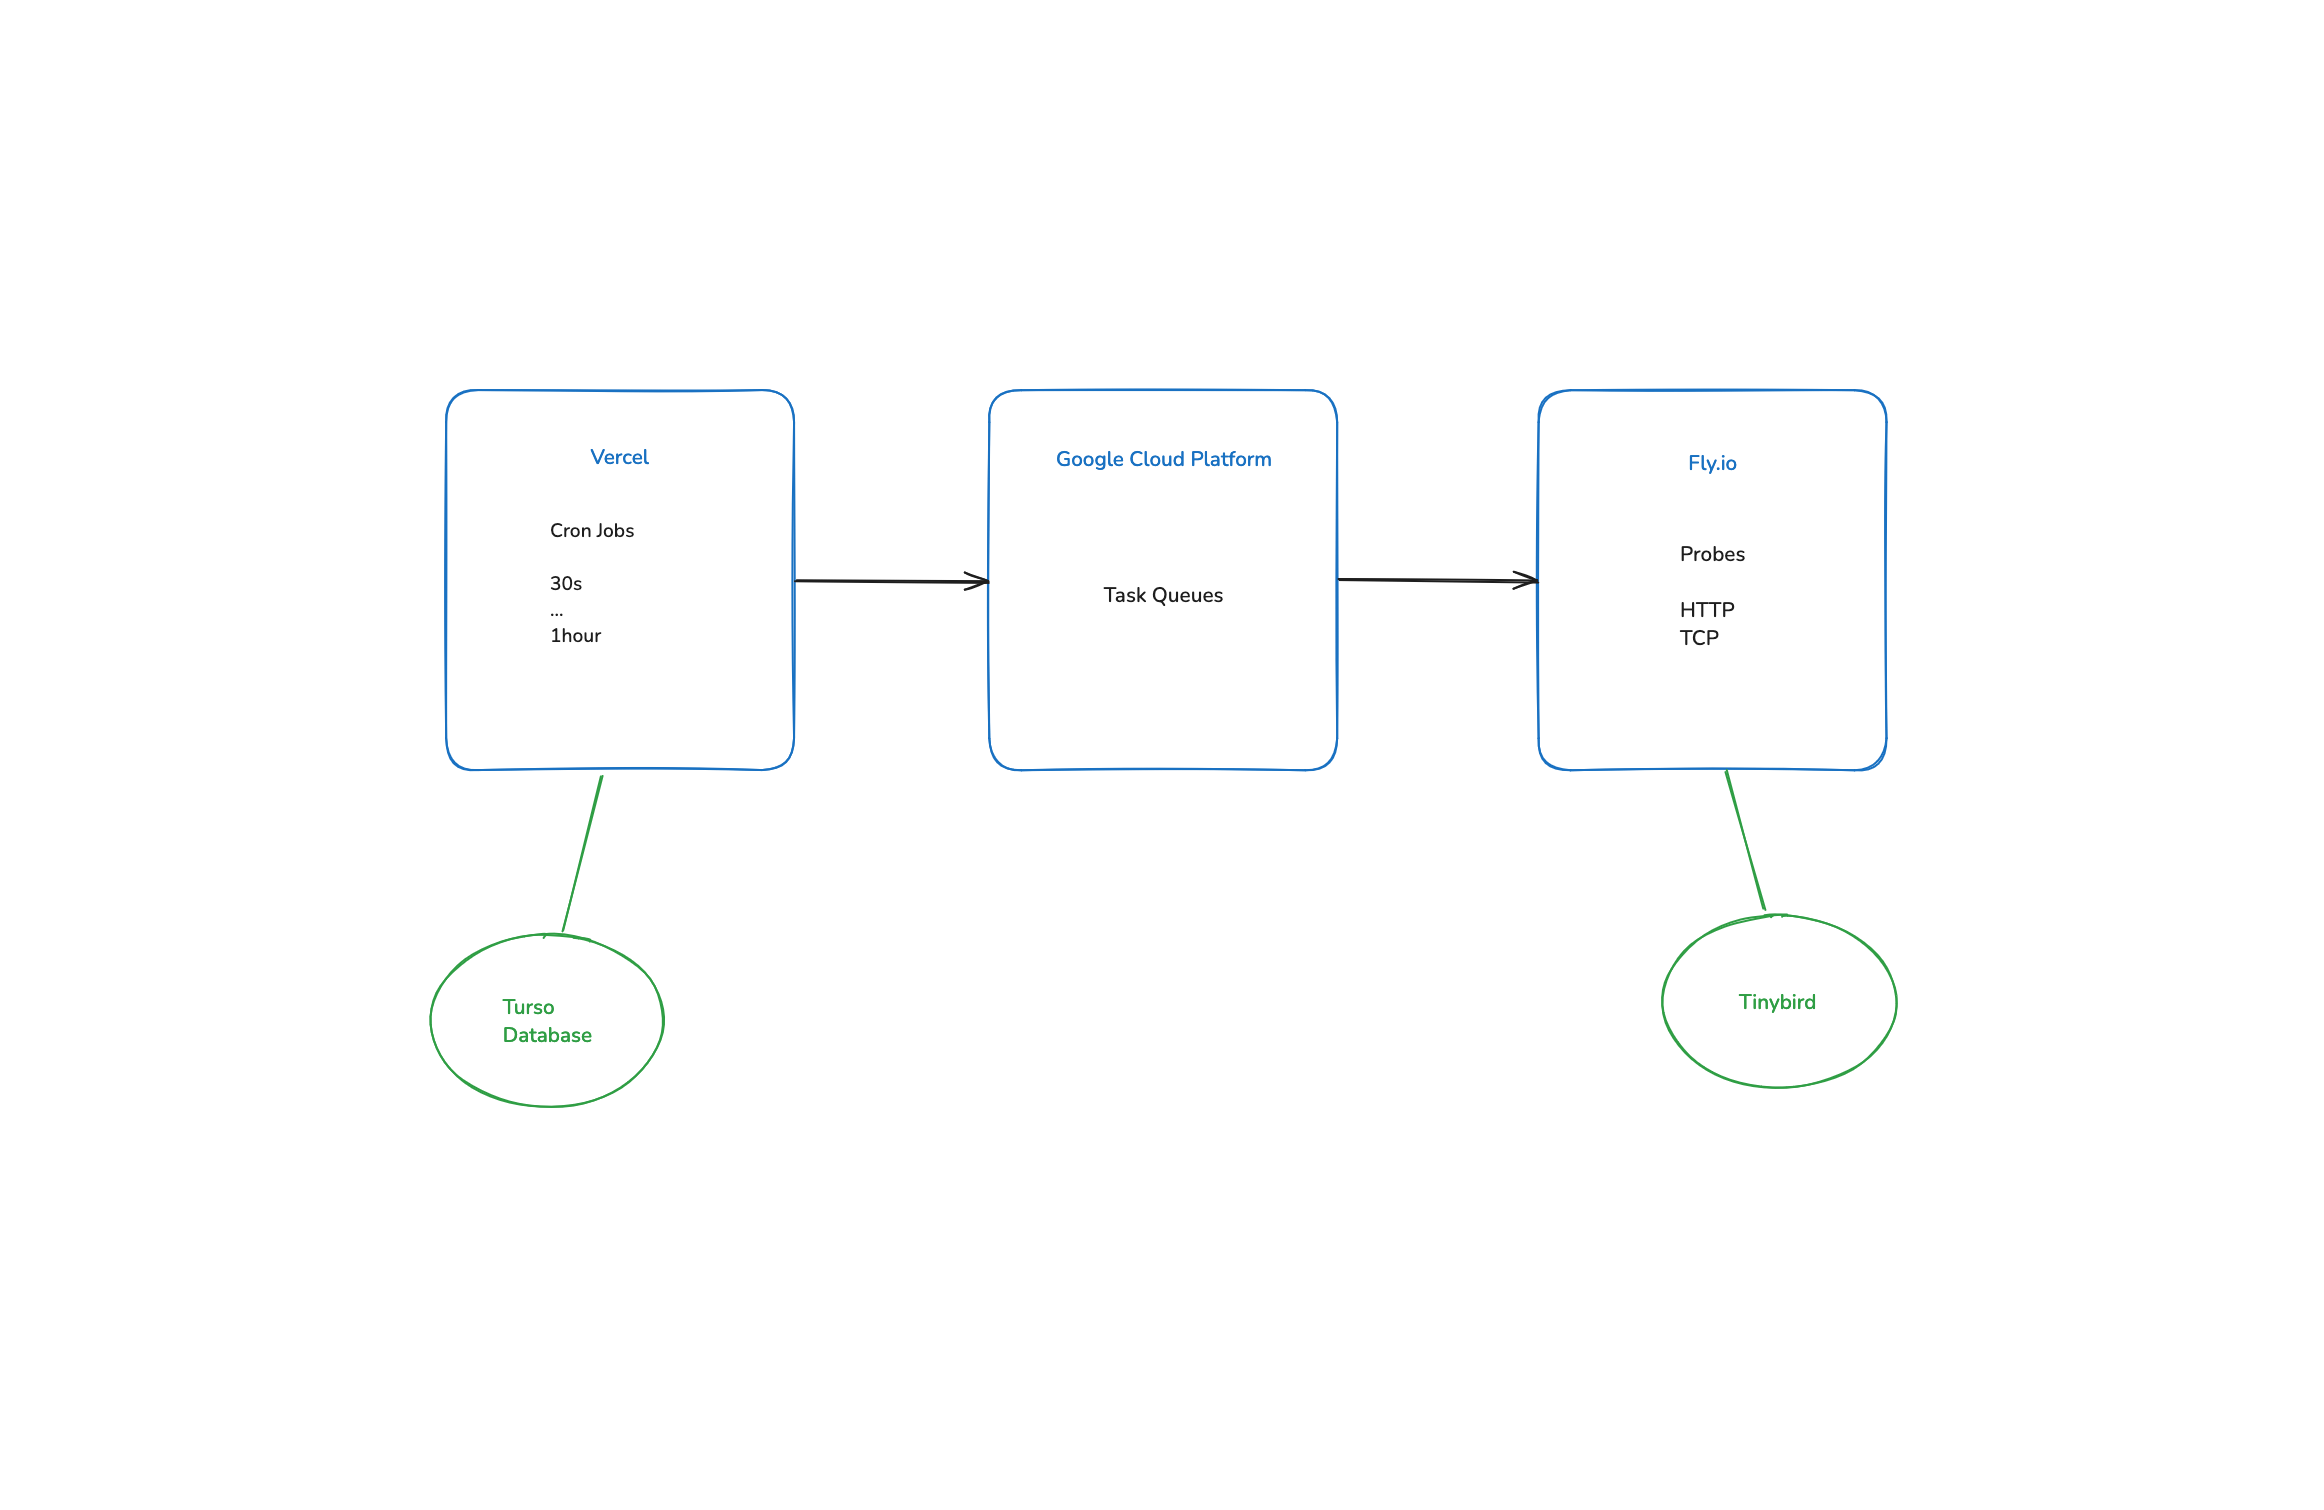 Vercel
Cron Jobs
30s
...
1hour
Google Cloud Platform
Task Queues
Fly.io
Probes
HTTP
TCP
Turso
Database
Tinybird